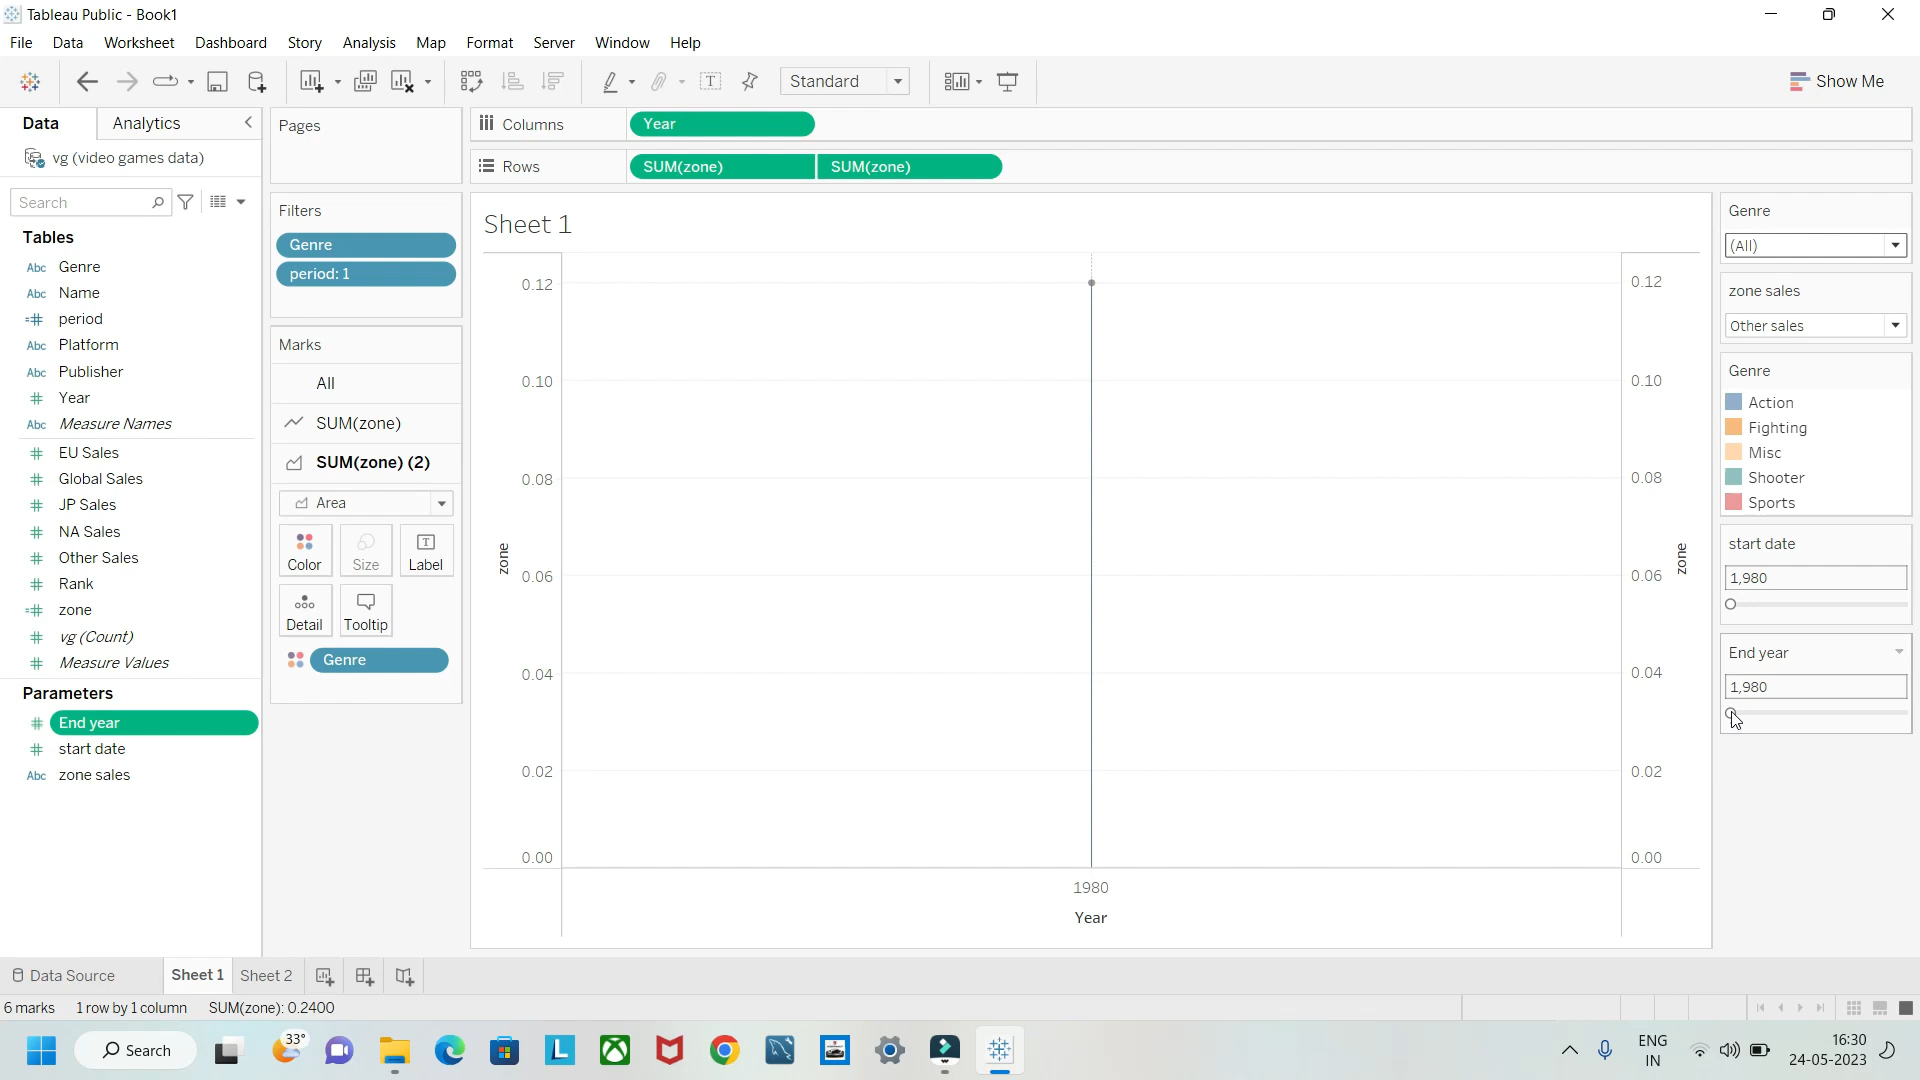 Tableau Public - Book1
File Data Worksheet Dashboard Story Analysis Map Format Server Window Help
Standard
Show Me
Data Analytics
vg (video games data)
Search
Tables
Abc Genre
Abc Name
=# period
Abc Platform
Abc Publisher
# Year
Abc Measure Names
# EU Sales
# Global Sales
# JP Sales
# NA Sales
# Other Sales
# Rank
=# zone
# vg (Count)
# Measure Values
Parameters
# End year
# start date
Abc zone sales
Pages
Filters
Genre
period: 1
Marks
All
SUM(zone)
SUM(zone) (2)
Area
Color Size Label
Detail Tooltip
Genre
Columns Year
Rows SUM(zone) SUM(zone)
Sheet 1
0.12
0.10
0.08
0.06
0.04
0.02
0.00
zone
1980
Year
0.12
0.10
0.08
0.06
0.04
0.02
0.00
zone
Genre
(All)
zone sales
Other sales
Genre
Action
Fighting
Misc
Shooter
Sports
start date
1,980
End year
1,980
Data Source Sheet 1 Sheet 2
6 marks 1 row by 1 column SUM(zone): 0.2400
Search
33°
L
ENG
IN
16:30
24-05-2023